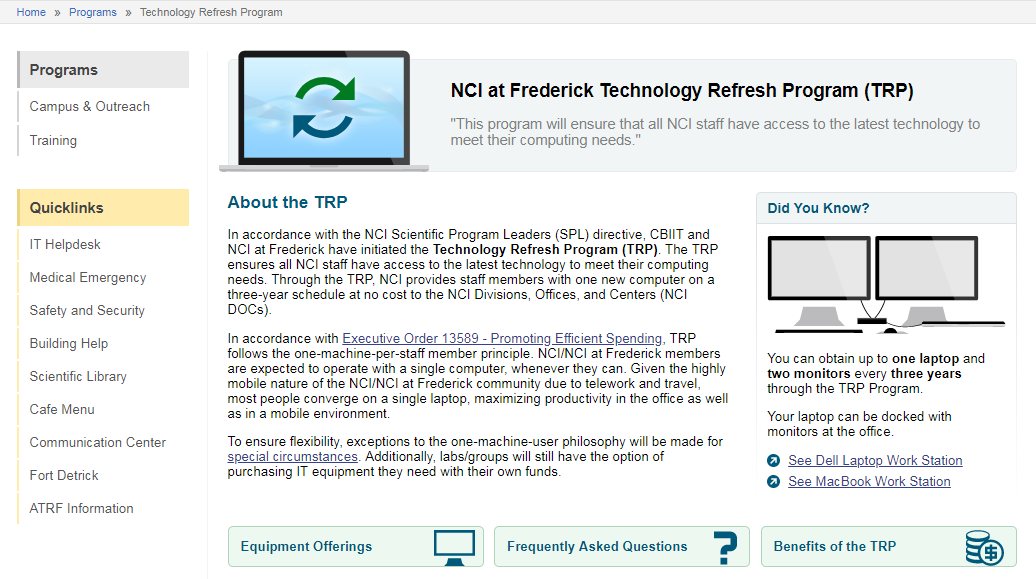 Home » Programs » Technology Refresh Program
Programs
Campus & Outreach
Training
Quicklinks
IT Helpdesk
Medical Emergency
Safety and Security
Building Help
Scientific Library
Cafe Menu
Communication Center
Fort Detrick
ATRF Information
NCI at Frederick Technology Refresh Program (TRP)
"This program will ensure that all NCI staff have access to the latest technology to
meet their computing needs."
About the TRP
In accordance with the NCI Scientific Program Leaders (SPL) directive, CBIIT and
NCI at Frederick have initiated the Technology Refresh Program (TRP). The TRP
ensures all NCI staff have access to the latest technology to meet their computing
needs. Through the TRP, NCI provides staff members with one new computer on a
three-year schedule at no cost to the NCI Divisions, Offices, and Centers (NCI
DOCs).
In accordance with Executive Order 13589 - Promoting Efficient Spending, TRP
follows the one-machine-per-staff member principle. NCI/NCI at Frederick members
are expected to operate with a single computer, whenever they can. Given the highly
mobile nature of the NCI/NCI at Frederick community due to telework and travel,
most people converge on a single laptop, maximizing productivity in the office as well
as in a mobile environment.
To ensure flexibility, exceptions to the one-machine-user philosophy will be made for
special circumstances. Additionally, labs/groups will still have the option of
purchasing IT equipment they need with their own funds.
Did You Know?
You can obtain up to one laptop and
two monitors every three years
through the TRP Program.
Your laptop can be docked with
monitors at the office.
See Dell Laptop Work Station
See MacBook Work Station
Equipment Offerings
Frequently Asked Questions
?
Benefits of the TRP
$